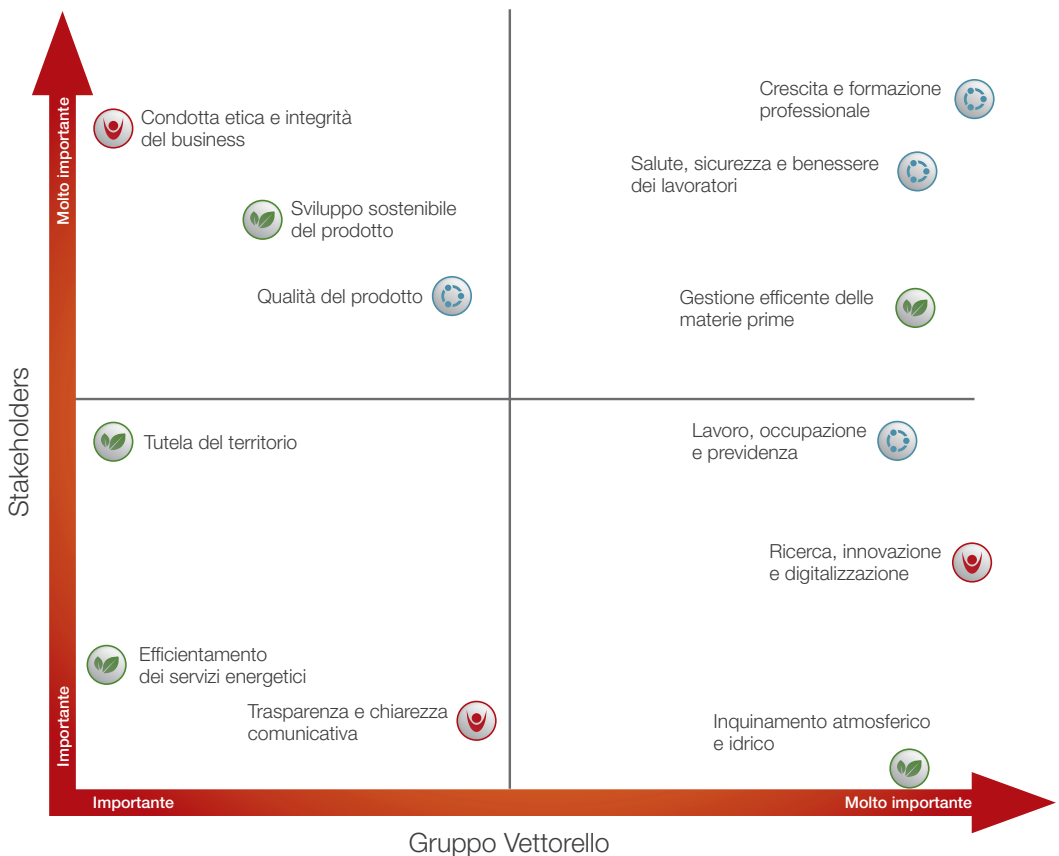 Molto importante
Condotta etica e integrità
del business
Crescita e formazione
professionale
Salute, sicurezza e benessere
dei lavoratori
Sviluppo sostenibile
del prodotto
Qualità del prodotto
Gestione efficente delle
materie prime
Stakeholders
Tutela del territorio
Lavoro, occupazione
e previdenza
Ricerca, innovazione
e digitalizzazione
Efficientamento
dei servizi energetici
Trasparenza e chiarezza
comunicativa
Inquinamento atmosferico
e idrico
Importante
Importante
Molto importante
Gruppo Vettorello